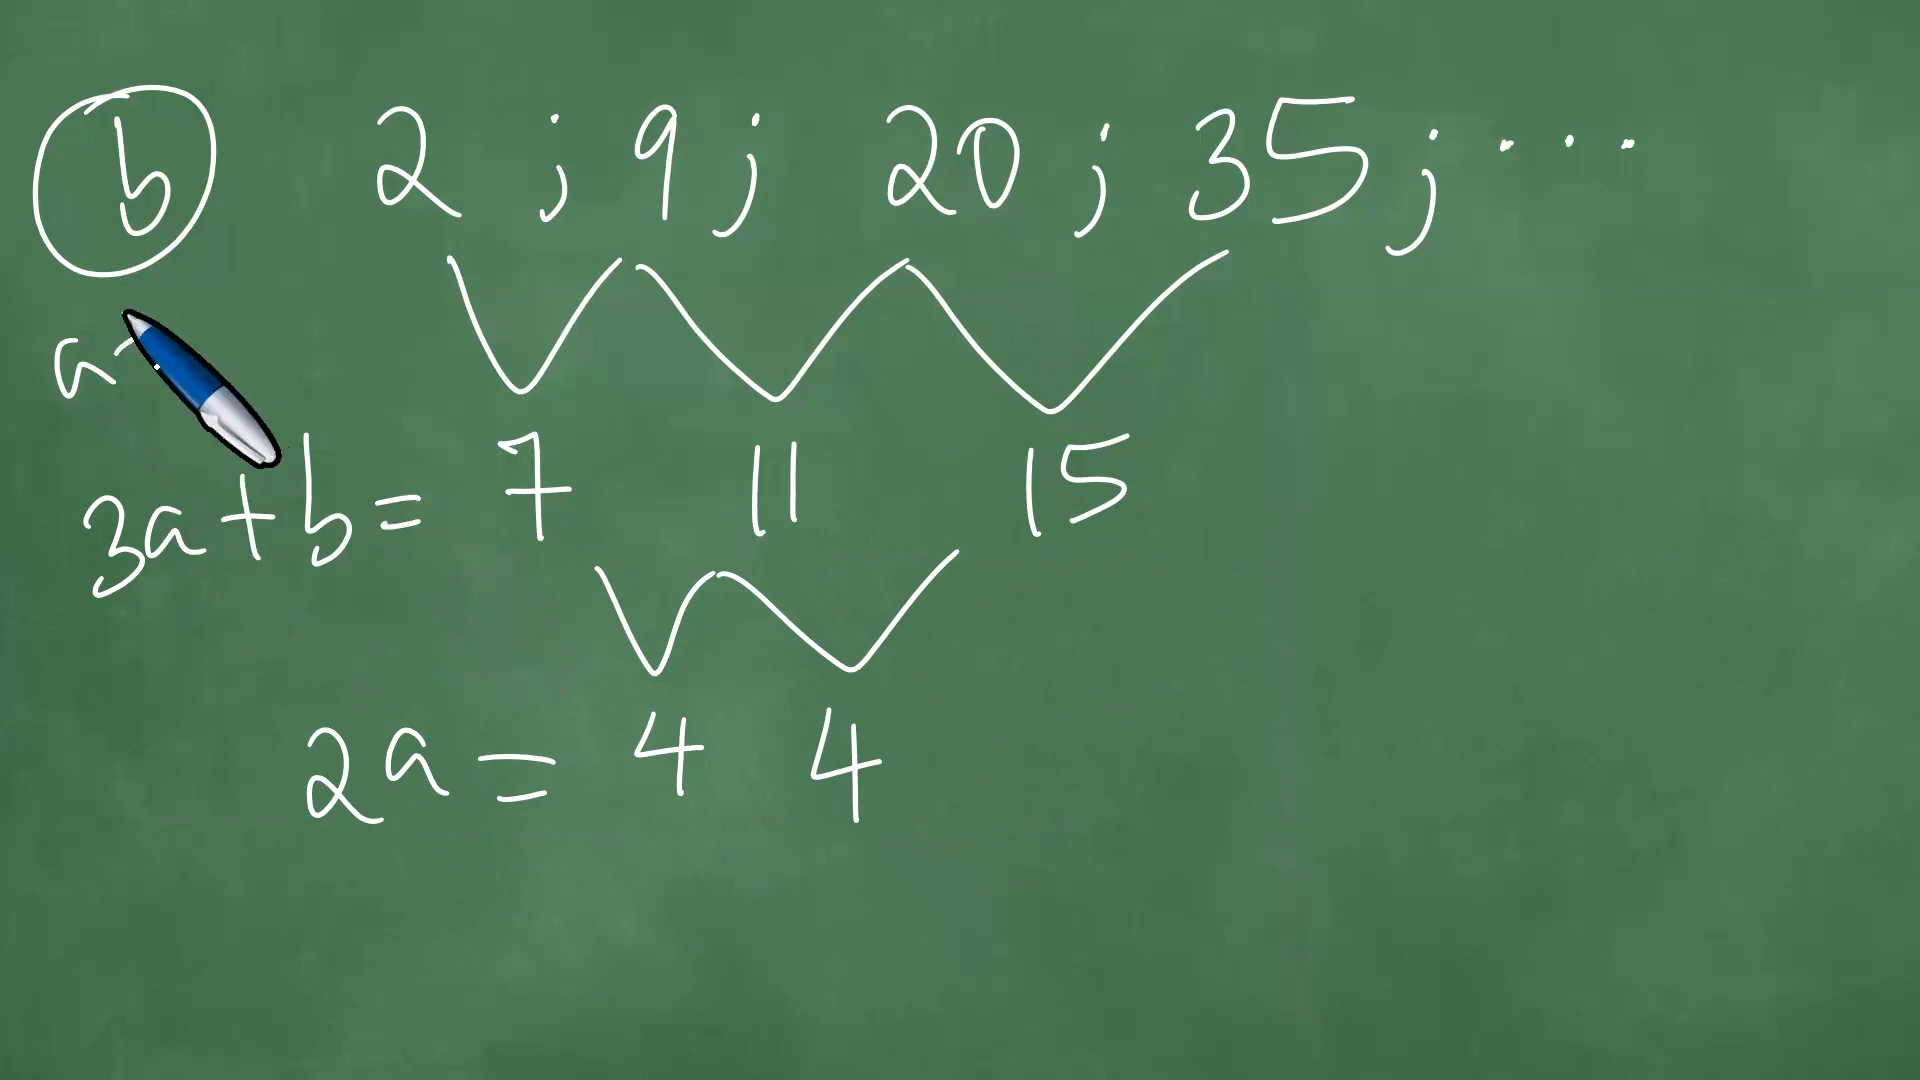 b 2 ; 9 ; 20 ; 35 ; ....
a
3a + b = 7 11 15
2a = 4 4